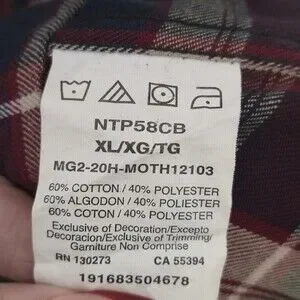 NTP58CB
XL/XG/TG
MG2-20H-MOTH12103
60% COTTON / 40% POLYESTER
60% ALGODON / 40% POLYESTER
60% COTON / 40% POLYESTER
Exclusive of Decoration/Excepto
Decoracion/Exclusive of Trimming/
Garniture Non Comprise
RN 130273 CA 55394
191683504678